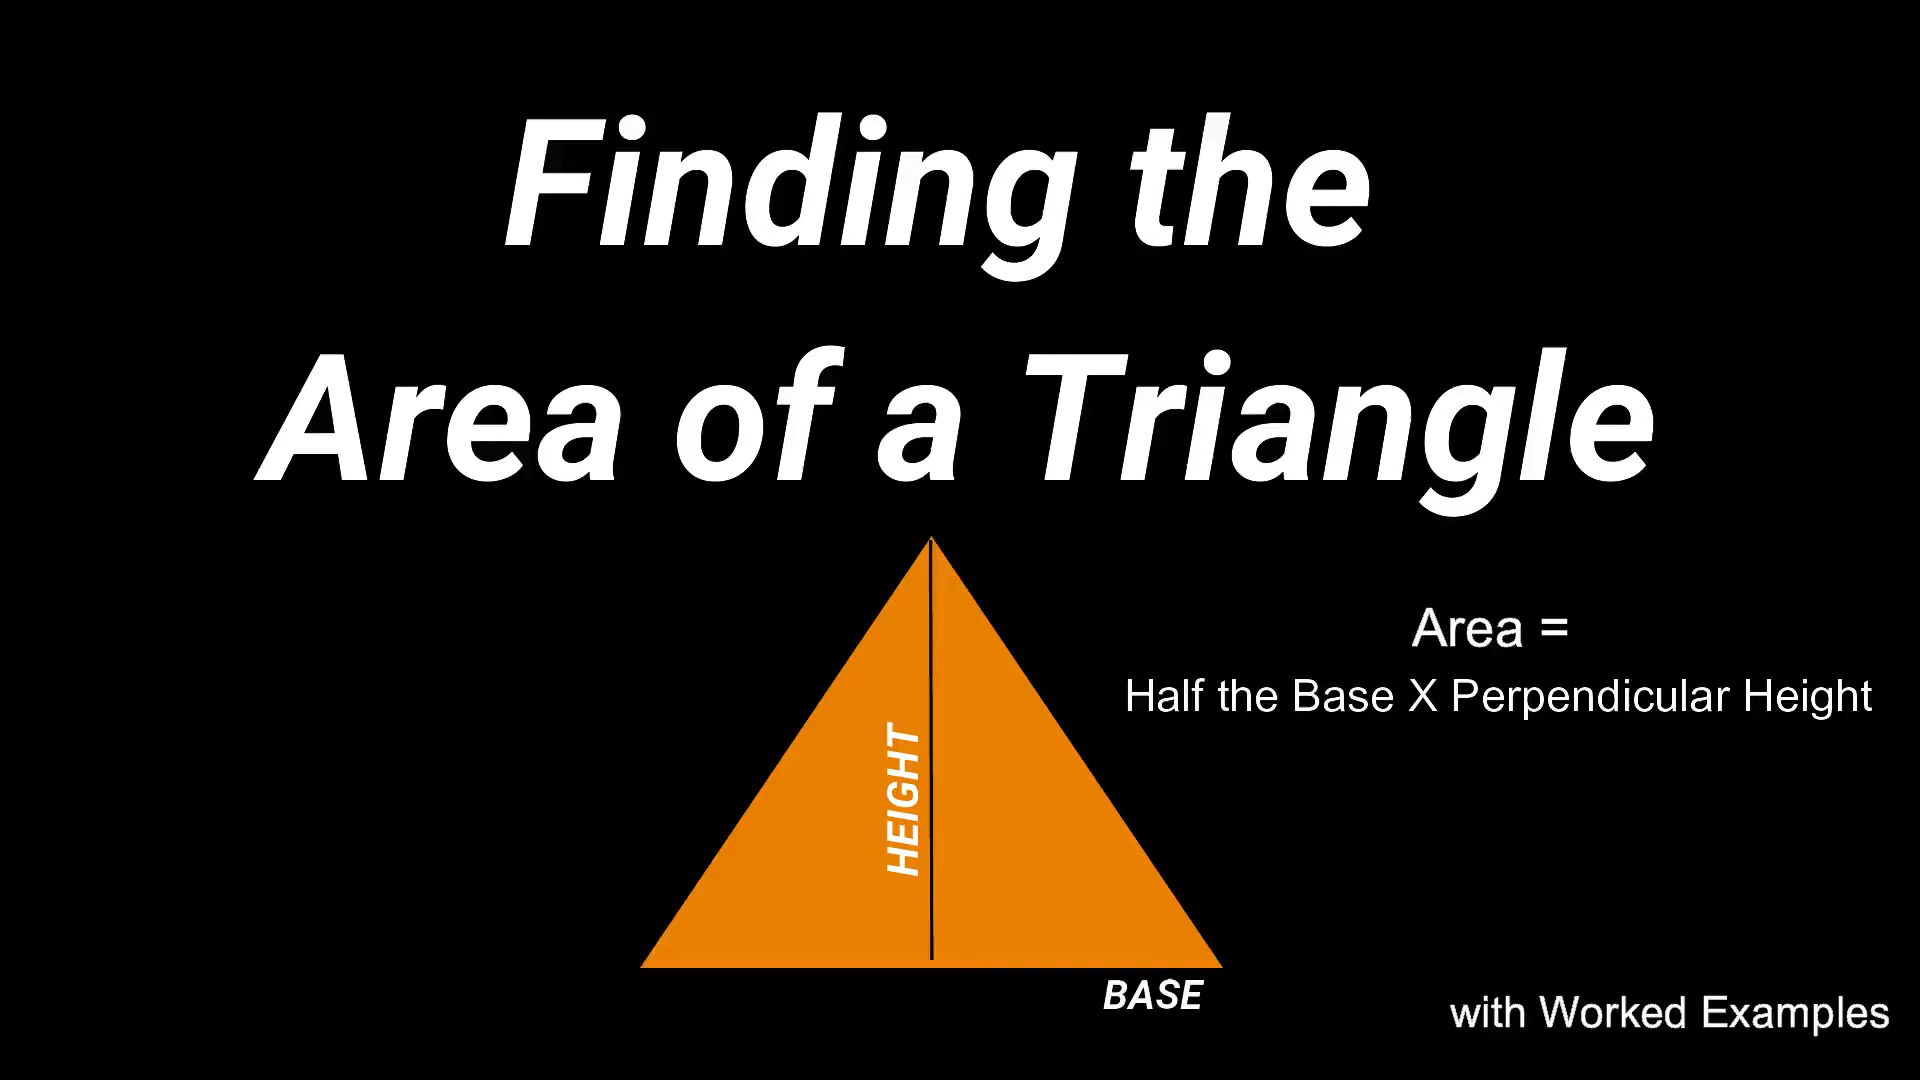 Finding the
Area of a Triangle
Area =
Half the Base X Perpendicular Height
HEIGHT
BASE
with Worked Examples